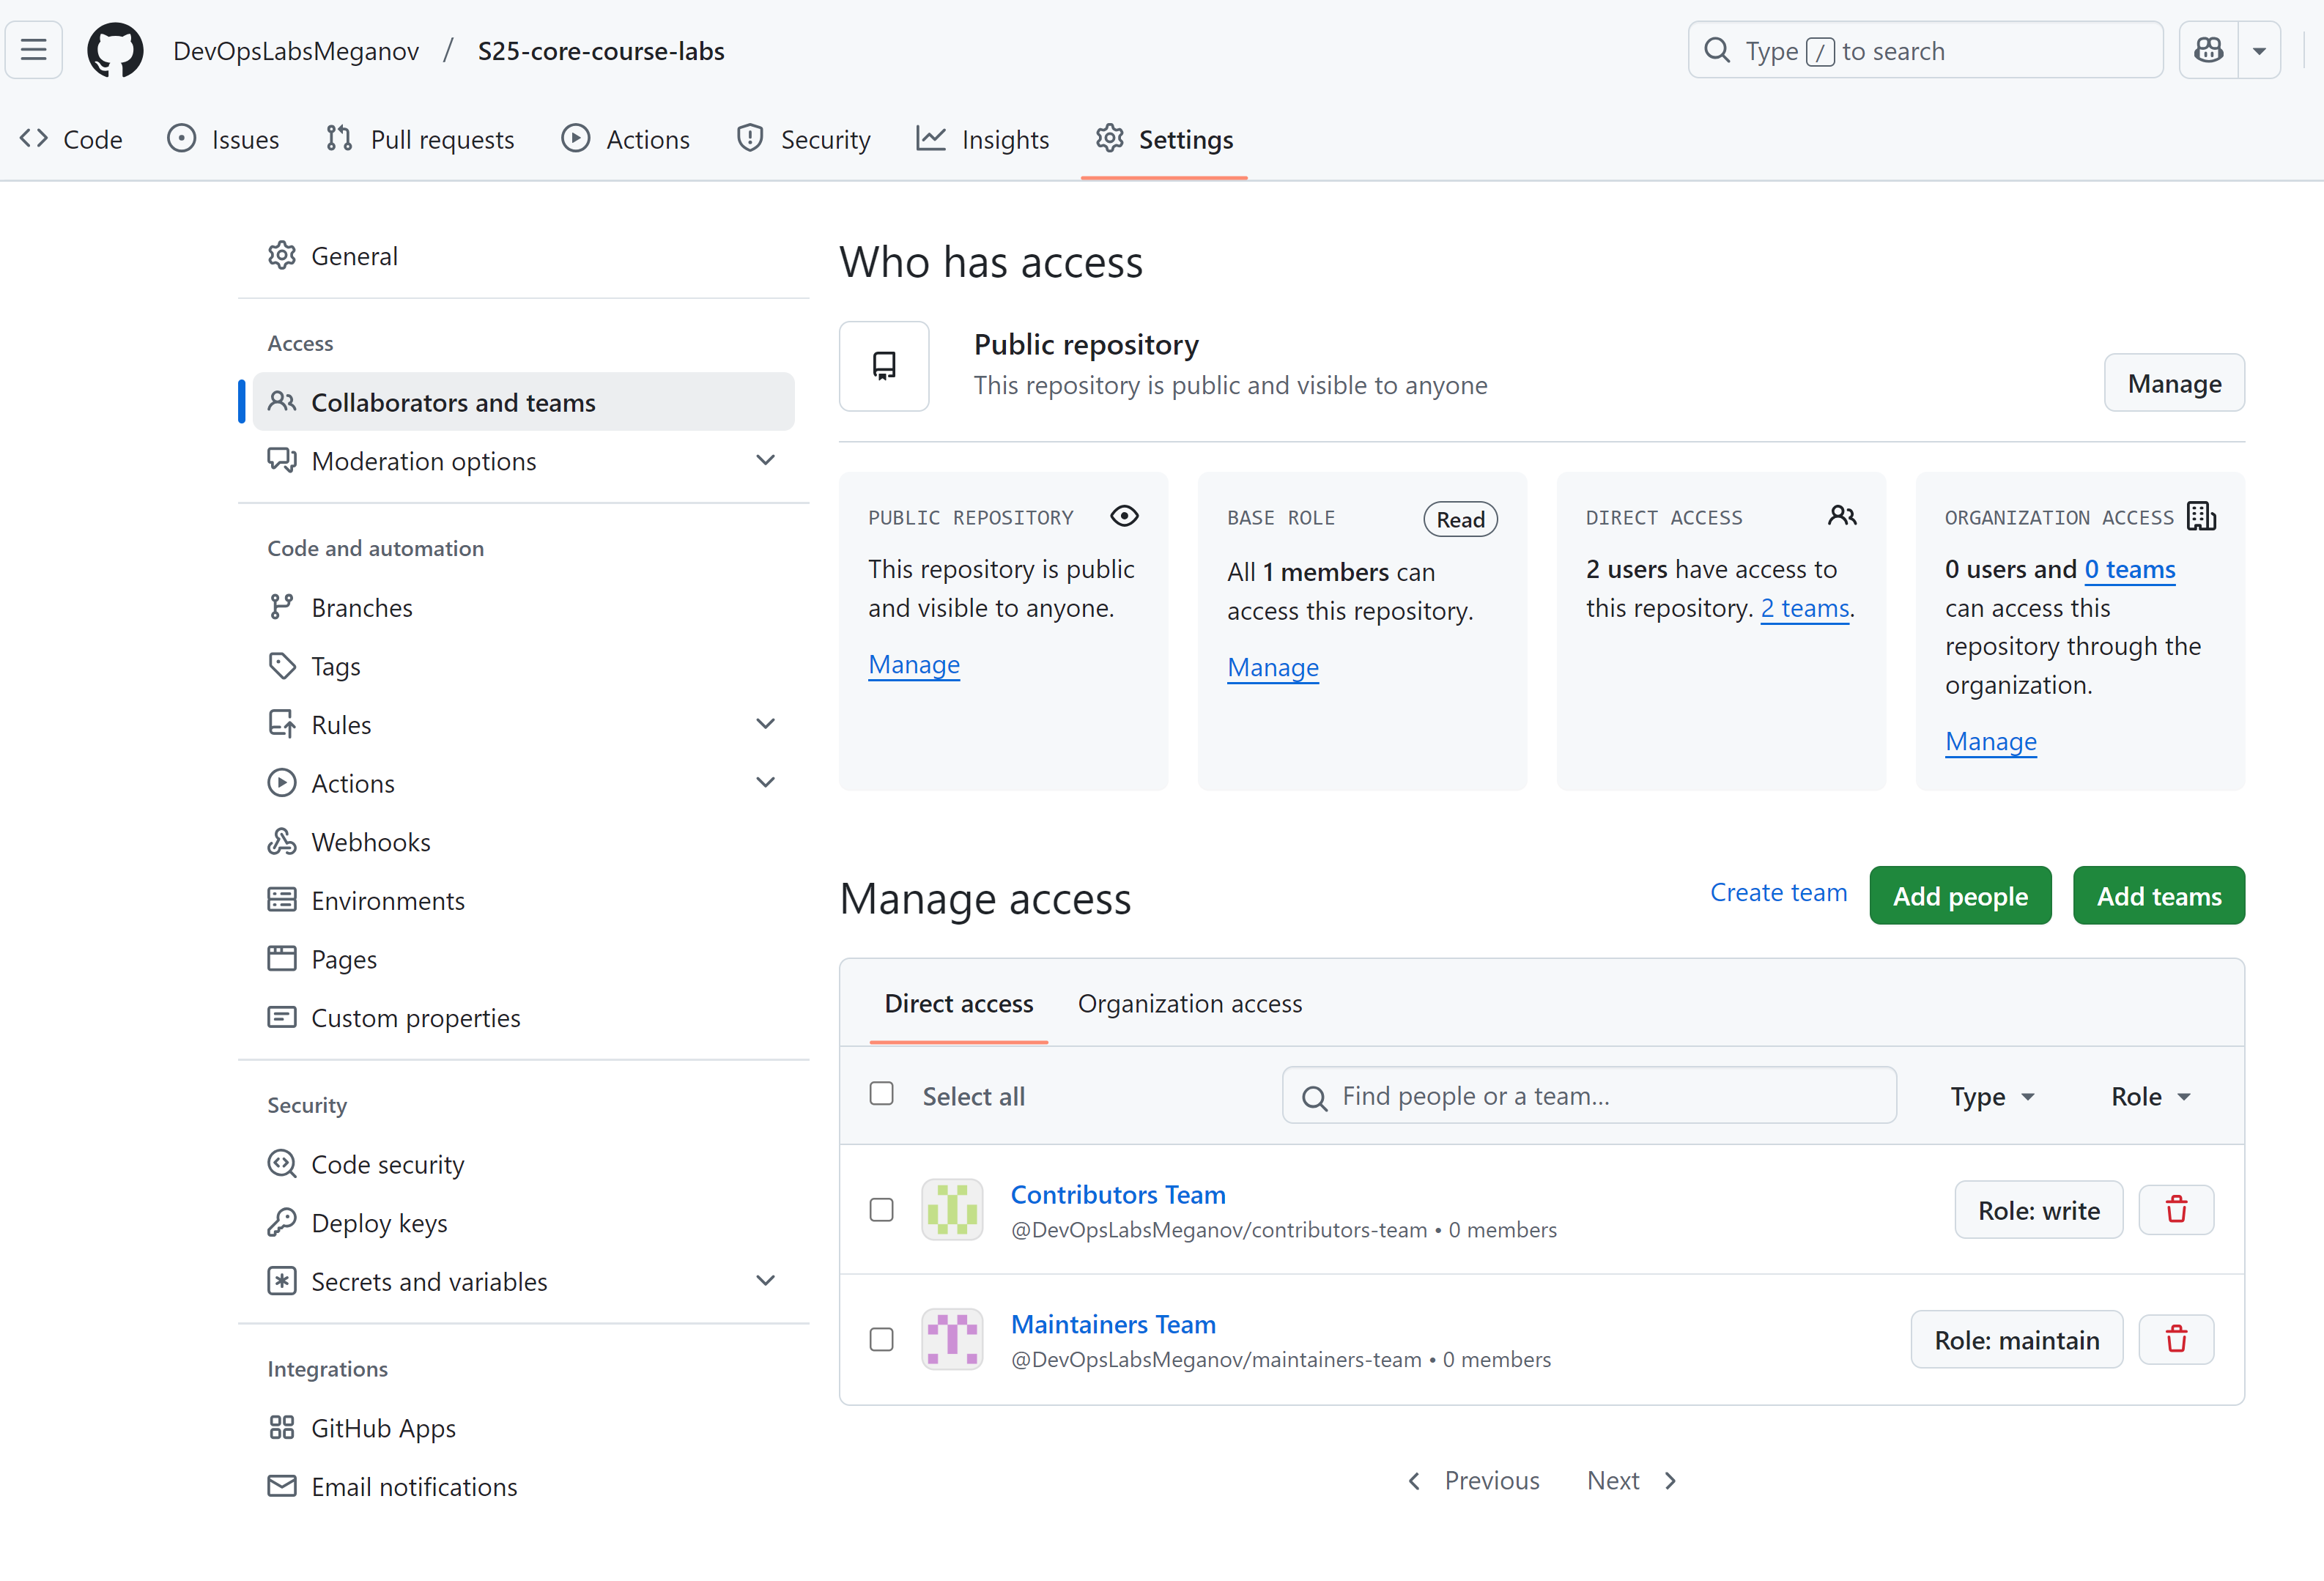 DevOpsLabsMeganov / S25-core-course-labs
Type / to search
Code Issues Pull requests Actions Security Insights Settings
General
Access
Collaborators and teams
Moderation options
Code and automation
Branches
Tags
Rules
Actions
Webhooks
Environments
Pages
Custom properties
Security
Code security
Deploy keys
Secrets and variables
Integrations
GitHub Apps
Email notifications
Who has access
Public repository
This repository is public and visible to anyone
Manage
PUBLIC REPOSITORY
This repository is public
and visible to anyone.
Manage
BASE ROLE Read
All 1 members can
access this repository.
Manage
DIRECT ACCESS
2 users have access to
this repository. 2 teams.
ORGANIZATION ACCESS
0 users and 0 teams
can access this
repository through the
organization.
Manage
Manage access
Create team Add people Add teams
Direct access Organization access
Select all Find people or a team... Type Role
Contributors Team
@DevOpsLabsMeganov/contributors-team • 0 members
Role: write
Maintainers Team
@DevOpsLabsMeganov/maintainers-team • 0 members
Role: maintain
Previous Next